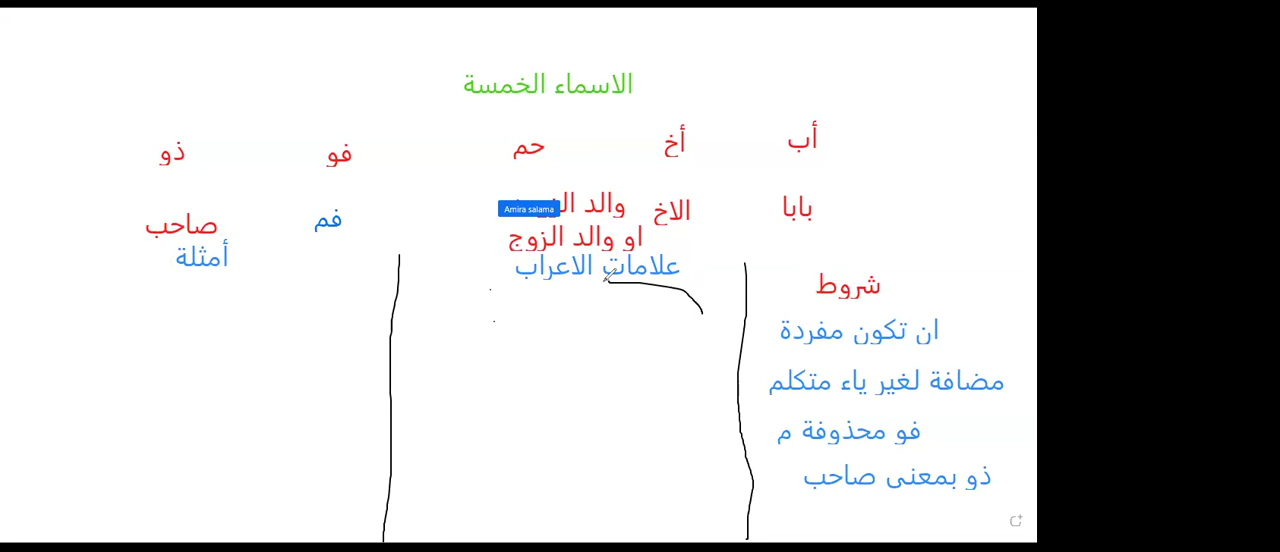 الاسماء الخمسة
أب أخ حم فو ذو
بابا الاخ والد فم صاحب
Amira salama
او والد الزوج
علامات الاعراب
أمثلة
شروط
ان تكون مفردة
مضافة لغير ياء متكلم
فو محذوفة م
ذو بمعنى صاحب